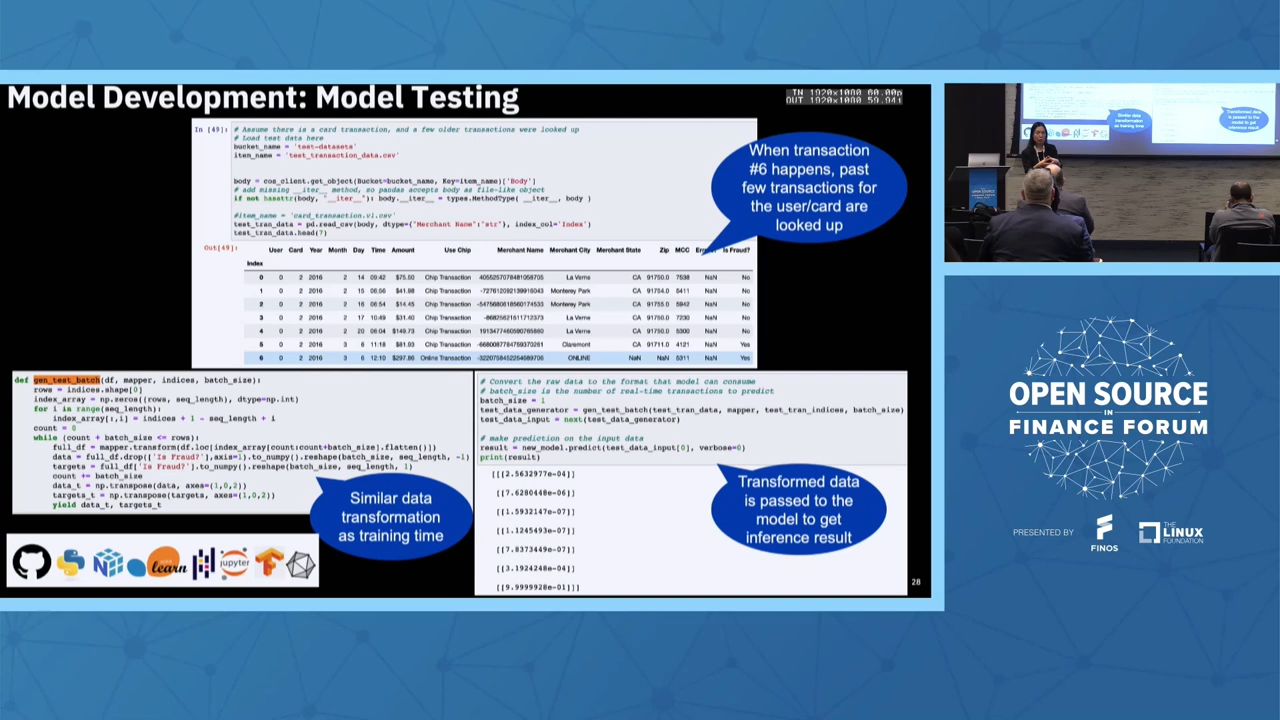 Model Development: Model Testing
IN 1920x1080 60.00p
OUT 1920x1080 59.94i
In [49]:
# Assume there is a card transaction, and a few older transactions were looked up
# Load test data here
bucket_name = 'test-datasets'
item_name = 'test_transaction_data.csv'
body = cos_client.get_object(Bucket=bucket_name, Key=item_name)['Body']
# add missing __iter__ method, so pandas accepts body as file-like object
if not hasattr(body, "__iter__"): body.__iter__ = types.MethodType( __iter__, body )
#item_name = 'card_transaction.v1.csv'
test_tran_data = pd.read_csv(body, dtype={"Merchant Name":"str"}, index_col='Index')
test_tran_data.head(7)
Out[49]:
User Card Year Month Day Time Amount Use Chip Merchant Name Merchant City Merchant State Zip MCC Is Fraud?
Index
0 0 2 2016 2 14 09:42 $75.50 Chip Transaction La Verne CA 91750.0 7538 NaN No
1 0 2 2016 2 15 06:56 $41.98 Chip Transaction Monterey Park CA 91754.0 5411 NaN No
2 0 2 2016 2 16 06:54 $14.45 Chip Transaction Monterey Park CA 91755.0 5942 NaN No
3 0 2 2016 2 17 10:49 $31.40 Chip Transaction La Verne CA 91750.0 7230 NaN No
4 0 2 2016 2 20 06:04 $149.73 Chip Transaction La Verne CA 91750.0 5300 NaN No
5 0 2 2016 3 6 11:18 Chip Transaction Claremont CA 91711.0 4121 NaN Yes
6 0 2 2016 3 6 12:10 $297.86 Online Transaction ONLINE NaN NaN 5311 NaN Yes
When transaction
#6 happens, past
few transactions for
the user/card are
looked up
def gen_test_batch(df, mapper, indices, batch_size):
rows = indices.shape[0]
index_array = np.zeros((rows, seq_length), dtype=np.int)
for i in range(seq_length):
index_array[:,i] = indices + 1 - seq_length + i
count = 0
while (count + batch_size <= rows):
full_df = mapper.transform(df.loc[index_array[count:count+batch_size].flatten()])
data = full_df.drop(['Is Fraud?'],axis=1).to_numpy().reshape(batch_size, seq_length, -1)
targets = full_df['Is Fraud?'].to_numpy().reshape(batch_size, seq_length, 1)
count += batch_size
data_t = np.transpose(data, axes=(1,0,2))
targets_t = np.transpose(targets, axes=(1,0,2))
yield data_t, targets_t
Similar data
transformation
as training time
# Convert the raw data to the format that model can consume
# batch_size is the number of real-time transactions to predict
batch_size = 1
test_data_generator = gen_test_batch(test_tran_data, mapper, test_tran_indices, batch_size)
test_data_input = next(test_data_generator)
# make prediction on the input data
result = new_model.predict(test_data_input[0], verbose=0)
print(result)
[[[2.5632977e-04]]
[[7.6280448e-06]]
[[1.5932147e-07]]
[[1.1245493e-07]]
[[7.8373449e-07]]
[[3.1924248e-04]]
[[9.9999928e-01]]]
Transformed data
is passed to the
model to get
inference result
learn
jupyter
28
Similar data
transformation
as training time
Transformed data
is passed to the
model to get
inference result
OPEN SOURCE
IN
FINANCE FORUM
PRESENTED BY
FINOS
THE
LINUX
FOUNDATION